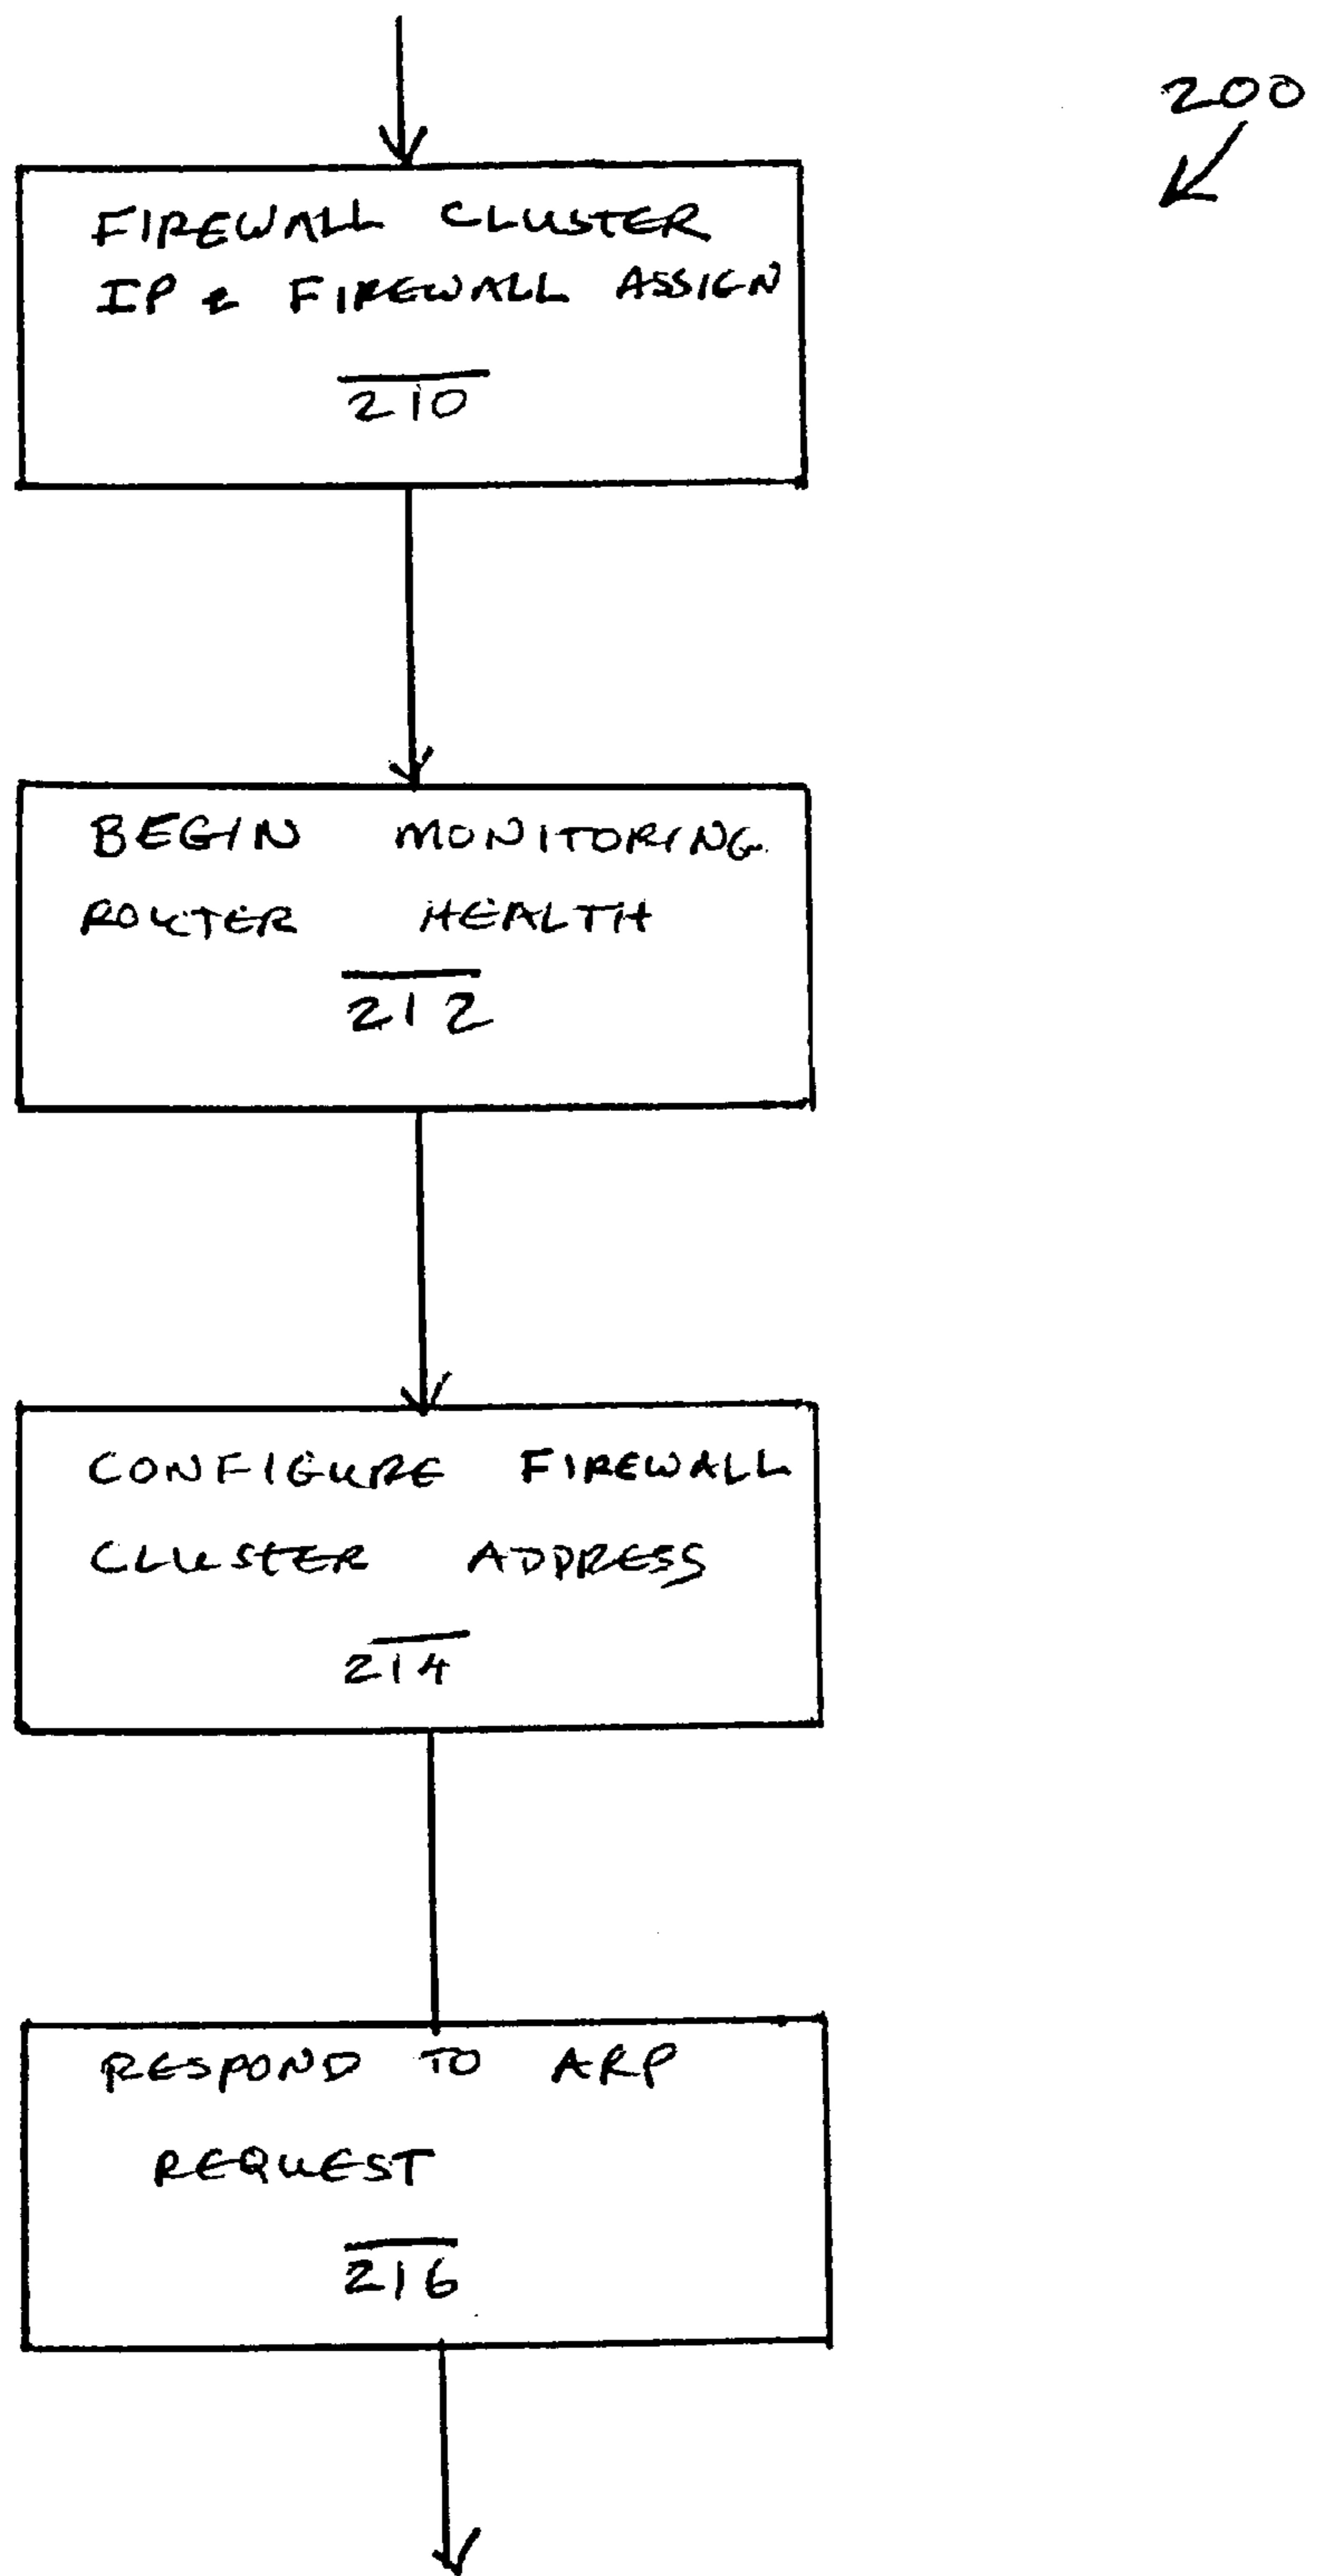 200
FIREWALL CLUSTER
IP & FIREWALL ASSIGN
210
BEGIN MONITORING
ROUTER HEALTH
212
CONFIGURE FIREWALL
CLUSTER ADDRESS
214
RESPOND TO ARP
REQUEST
216